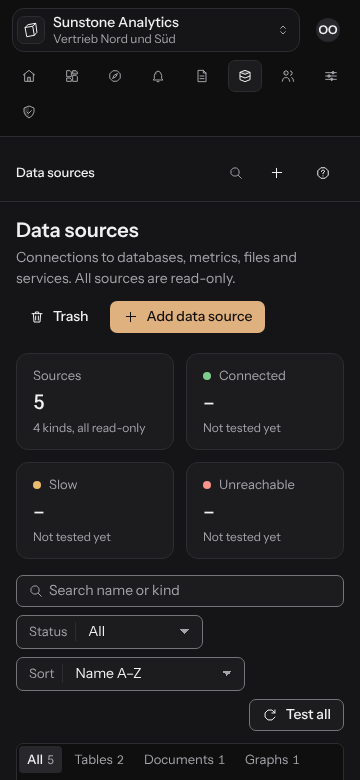 Sunstone Analytics
Vertrieb Nord und Süd
OO
Data sources
Data sources
Connections to databases, metrics, files and
services. All sources are read-only.
Trash
Add data source
Sources
5
4 kinds, all read-only
Connected
–
Not tested yet
Slow
–
Not tested yet
Unreachable
–
Not tested yet
Search name or kind
Status All
Sort Name A–Z
Test all
All 5 Tables 2 Documents 1 Graphs 1